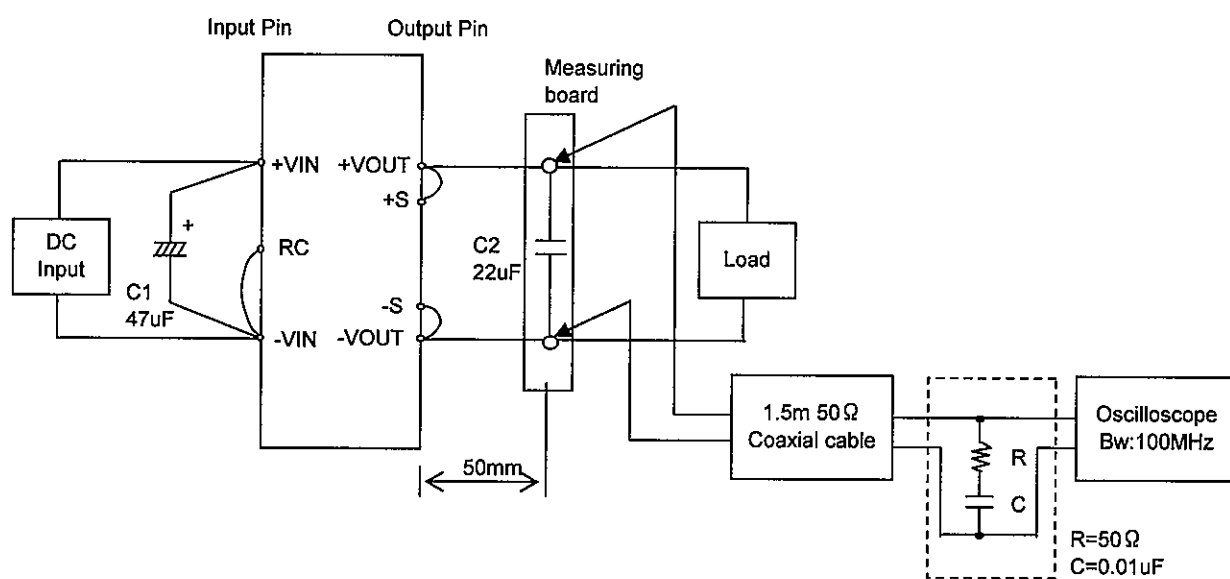 Input Pin
Output Pin
Measuring
board
+VIN
+VOUT
+S
+
DC
Input
RC
C1
47uF
C2
22uF
Load
-S
-VIN
-VOUT
50mm
1.5m 50Ω
Coaxial cable
R
C
Oscilloscope
Bw:100MHz
R=50Ω
C=0.01uF